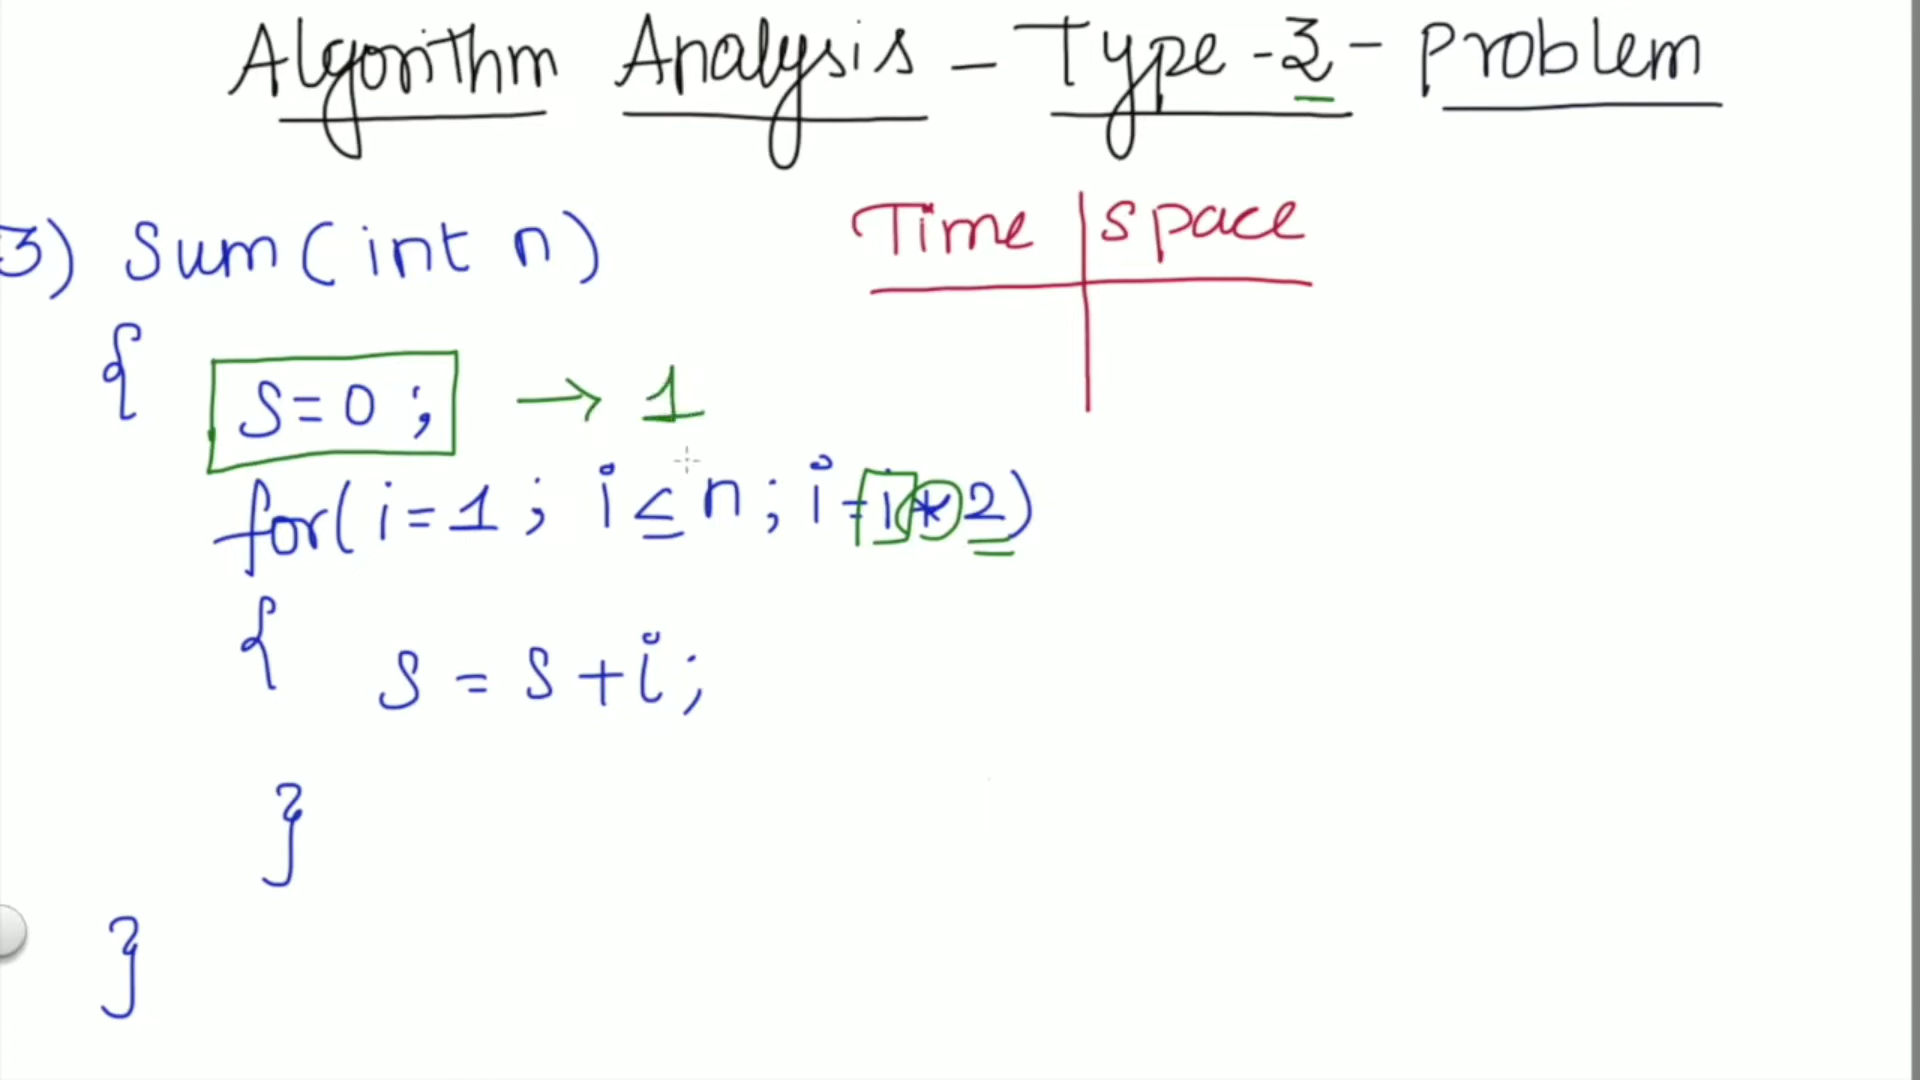 Algorithm Analysis - Type - 3 - Problem
Time | space
3) Sum(int n)
{
S = 0 ; → 1
for(i=1 ; i ≤ n ; i=i*2)
{
S = S + i ;
}
}